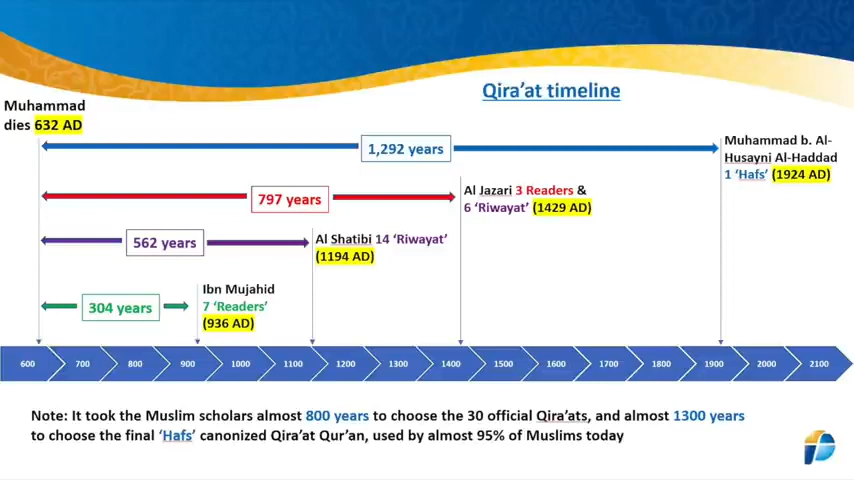 Qira'at timeline
Muhammad
dies 632 AD
1,292 years
Muhammad b. Al-
Husayni Al-Haddad
1 'Hafs' (1924 AD)
797 years
Al Jazari 3 Readers &
6 'Riwayat' (1429 AD)
562 years
Al Shatibi 14 'Riwayat'
(1194 AD)
304 years
Ibn Mujahid
7 'Readers'
(936 AD)
600 700 800 900 1000 1100 1200 1300 1400 1500 1600 1700 1800 1900 2000 2100
Note: It took the Muslim scholars almost 800 years to choose the 30 official Qira'ats, and almost 1300 years
to choose the final 'Hafs' canonized Qira'at Qur'an, used by almost 95% of Muslims today